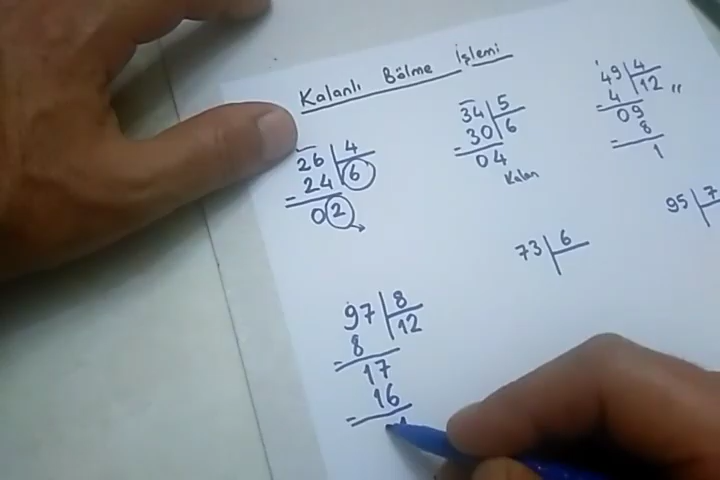 Kalanlı Bölme İşlemi
26 | 4
24 | 6
02
34 | 5
30 | 6
04
Kalan
49 | 4
4 | 12 "
09
8
1
97 | 8
8 | 12
17
16
1
73 | 6
95 | 7